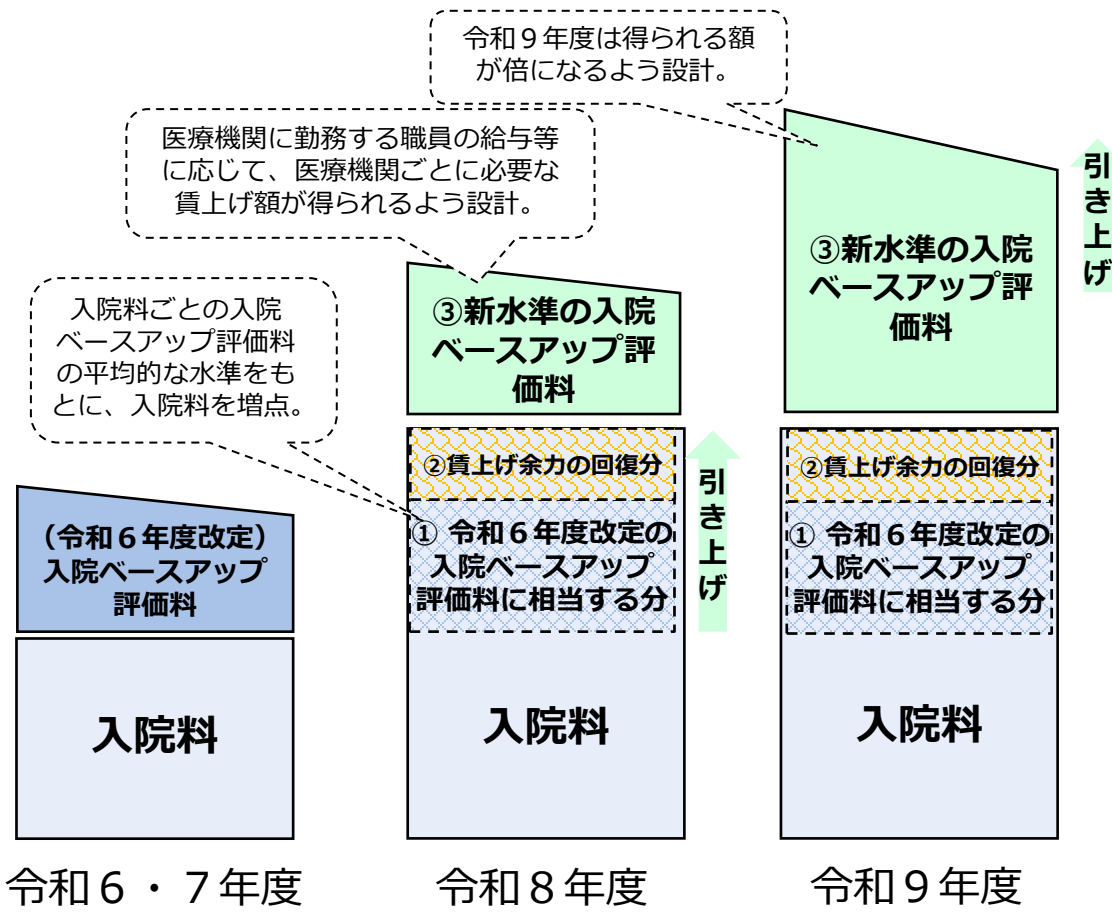 令和９年度は得られる額
が倍になるよう設計。
医療機関に勤務する職員の給与等
に応じて、医療機関ごとに必要な
賃上げ額が得られるよう設計。
入院料ごとの入院
ベースアップ評価料
の平均的な水準をも
とに、入院料を増点。
（令和６年度改定）
入院ベースアップ
評価料
入院料
令和６・７年度
③新水準の入院
ベースアップ評
価料
②賃上げ余力の回復分
① 令和６年度改定の
入院ベースアップ
評価料に相当する分
入院料
引き上げ
令和８年度
③新水準の入院
ベースアップ評
価料
引き上げ
②賃上げ余力の回復分
① 令和６年度改定の
入院ベースアップ
評価料に相当する分
入院料
令和９年度